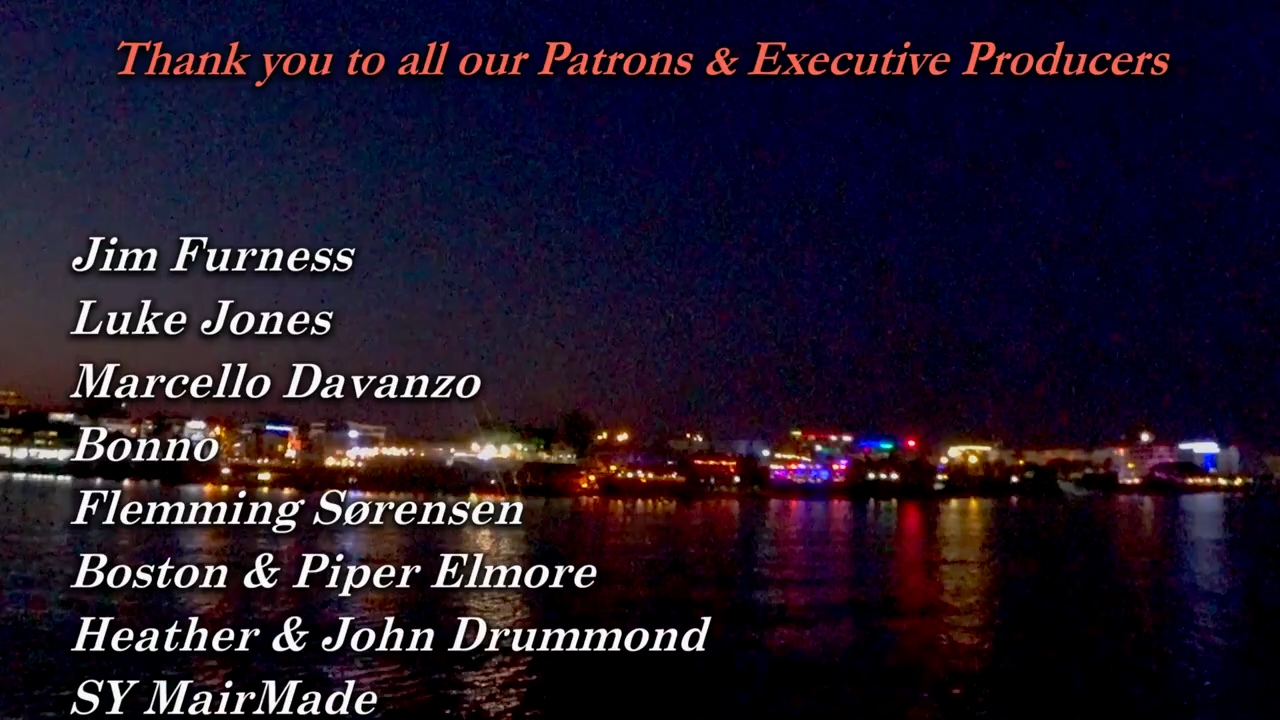 Thank you to all our Patrons & Executive Producers
Jim Furness
Luke Jones
Marcello Davanzo
Bonno
Flemming Sørensen
Boston & Piper Elmore
Heather & John Drummond
SY MairMade